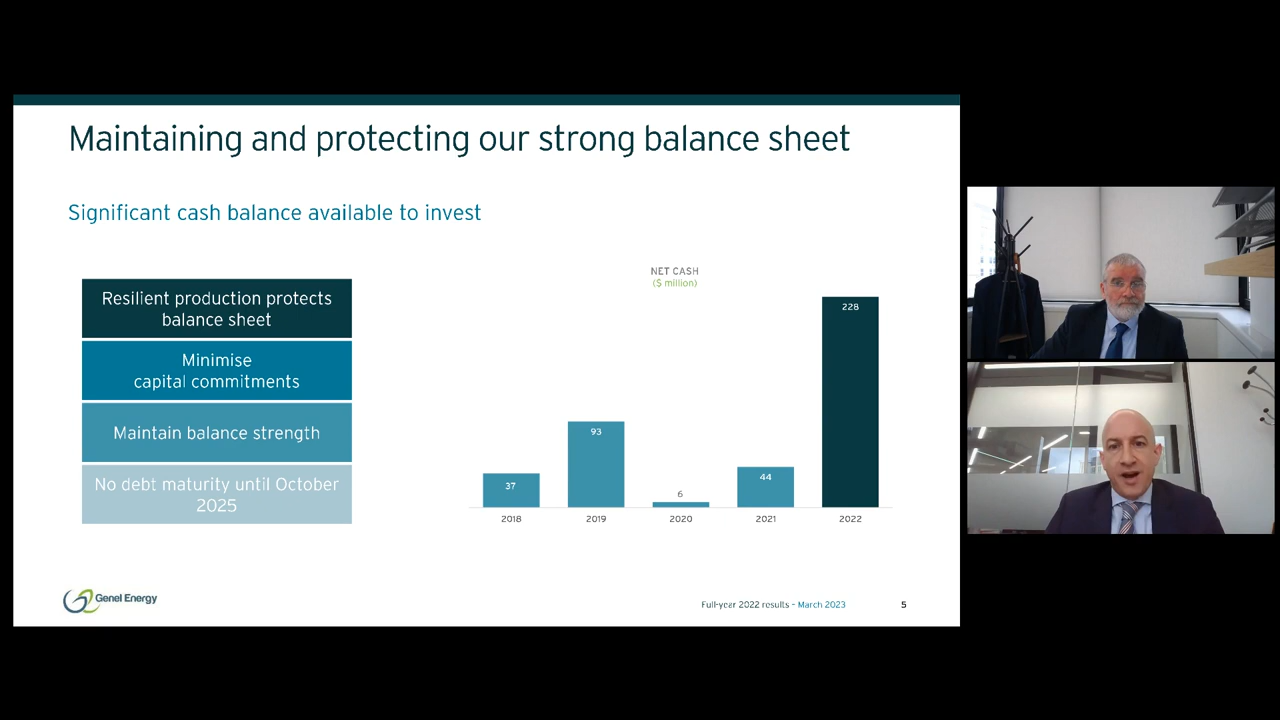 Maintaining and protecting our strong balance sheet
Significant cash balance available to invest
Resilient production protects
balance sheet
Minimise
capital commitments
Maintain balance strength
No debt maturity until October
2025
NET CASH
($ million)
37
93
6
44
228
2018
2019
2020
2021
2022
Genel Energy
Full-year 2022 results – March 2023
5